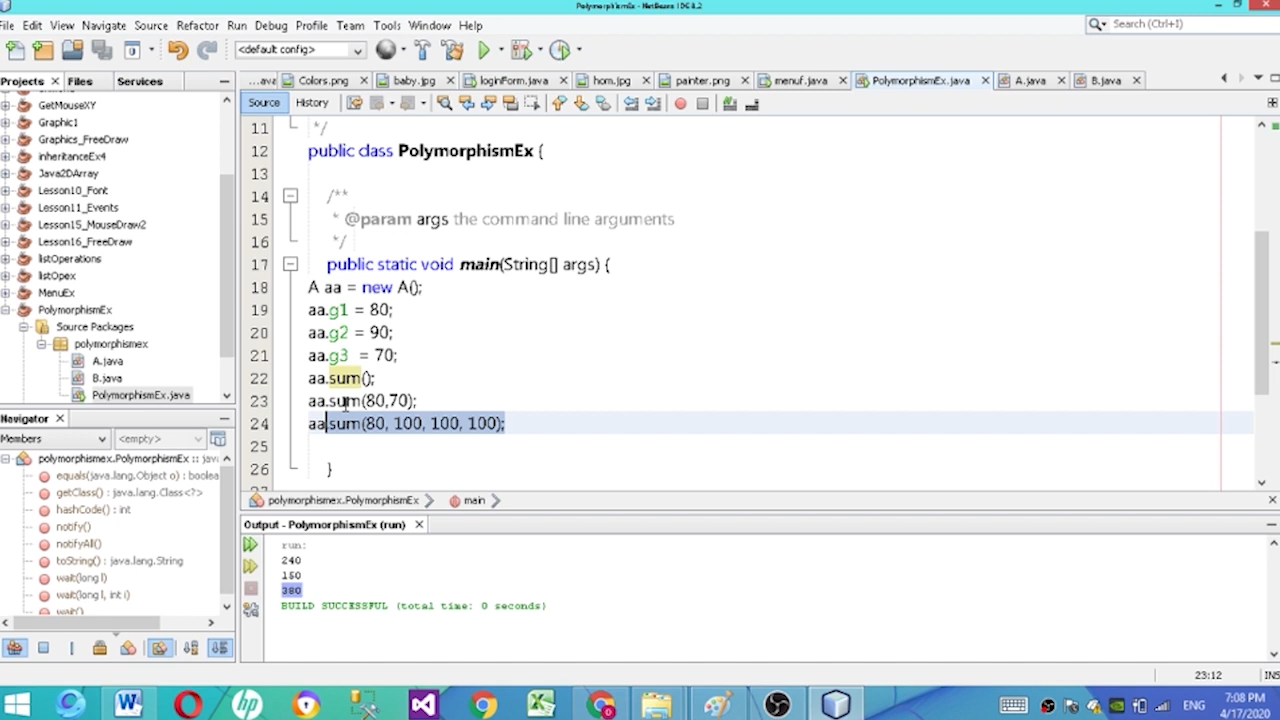 PolymorphismEx - NetBeans IDE 8.2
File Edit View Navigate Source Refactor Run Debug Profile Team Tools Window Help
Search (Ctrl+I)
<default config>
Projects Files Services
...ava Colors.png baby.jpg loginForm.java hom.jpg painter.png menuf.java PolymorphismEx.java A.java B.java
Source History
GetMouseXY
Graphic1
Graphics_FreeDraw
inheritanceEx4
Java2DArray
Lesson10_Font
Lesson11_Events
Lesson15_MouseDraw2
Lesson16_FreeDraw
listOperations
listOpex
MenuEx
PolymorphismEx
Source Packages
polymorphismex
A.java
B.java
PolymorphismEx.java
11 */
12 public class PolymorphismEx {
13
14 /**
15 * @param args the command line arguments
16 */
17 public static void main(String[] args) {
18 A aa = new A();
19 aa.g1 = 80;
20 aa.g2 = 90;
21 aa.g3 = 70;
22 aa.sum();
23 aa.sum(80,70);
24 aa.sum(80, 100, 100, 100);
25
26 }
polymorphismex.PolymorphismEx main
Navigator
Members <empty>
polymorphismex.PolymorphismEx :: jav
equals(java.lang.Object o) : boolea
getClass() : java.lang.Class<?>
hashCode() : int
notify()
notifyAll()
toString() : java.lang.String
wait(long l)
wait(long l, int i)
wait()
Output - PolymorphismEx (run)
run:
240
150
380
BUILD SUCCESSFUL (total time: 0 seconds)
23:12 INS
ENG
7:08 PM
4/17/2020